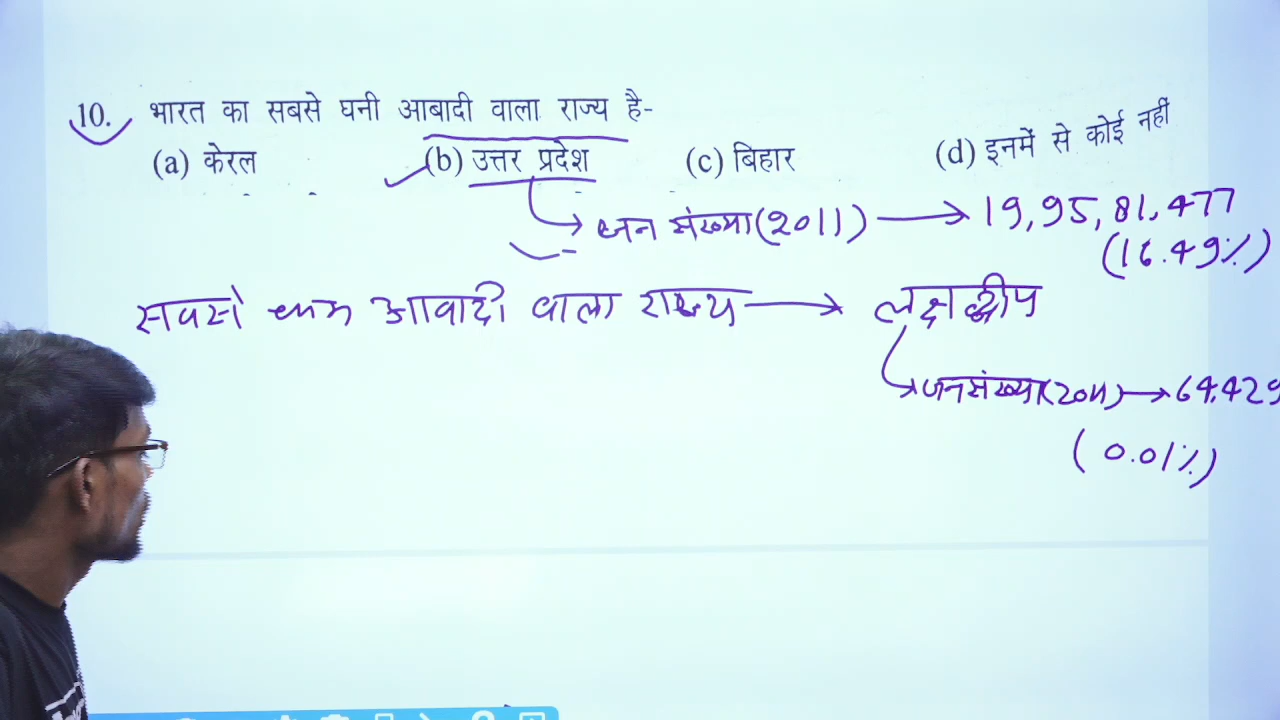 10. भारत का सबसे घनी आबादी वाला राज्य है-
(a) केरल (b) उत्तर प्रदेश (c) बिहार (d) इनमें से कोई नहीं
जन संख्या (2011) → 19,95,81,477
(16.49%)
सबसे कम आबादी वाला राज्य → लक्षद्वीप
जनसंख्या (2011) → 64,429
(0.01%)